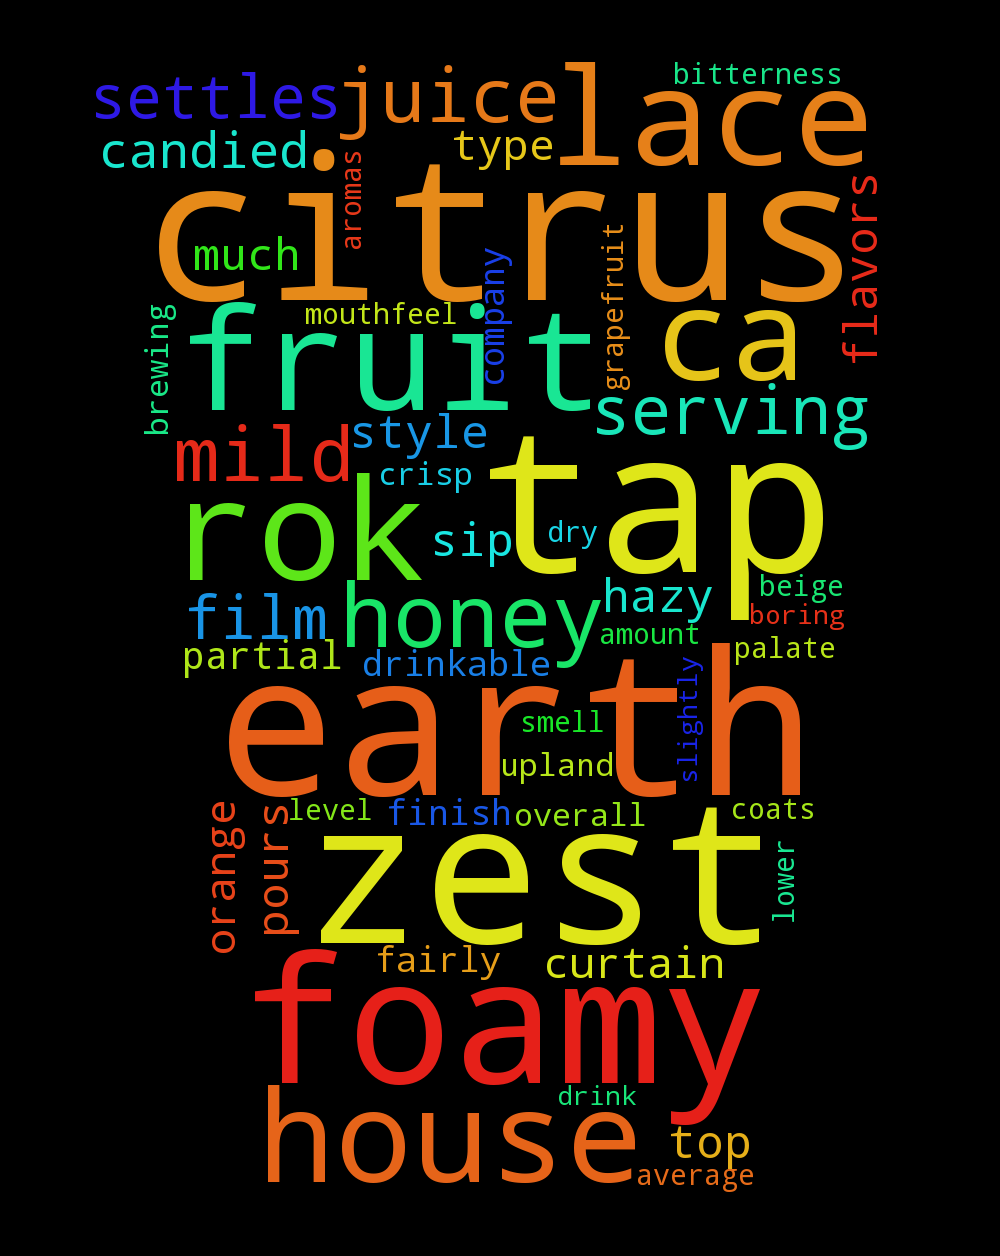 bitterness
settles juice lace
candied type
aromas
citrus
flavors
much
company
grapefruit
mouthfeel
brewing
fruit ca
serving
mild style
crisp
tap
rok sip dry
film honey hazy beige
boring
amount
partial drinkable palate
earth
slightly
smell
upland
level finish overall coats
orange pours zest lower
fairly curtain
foamy
drink
house top
average